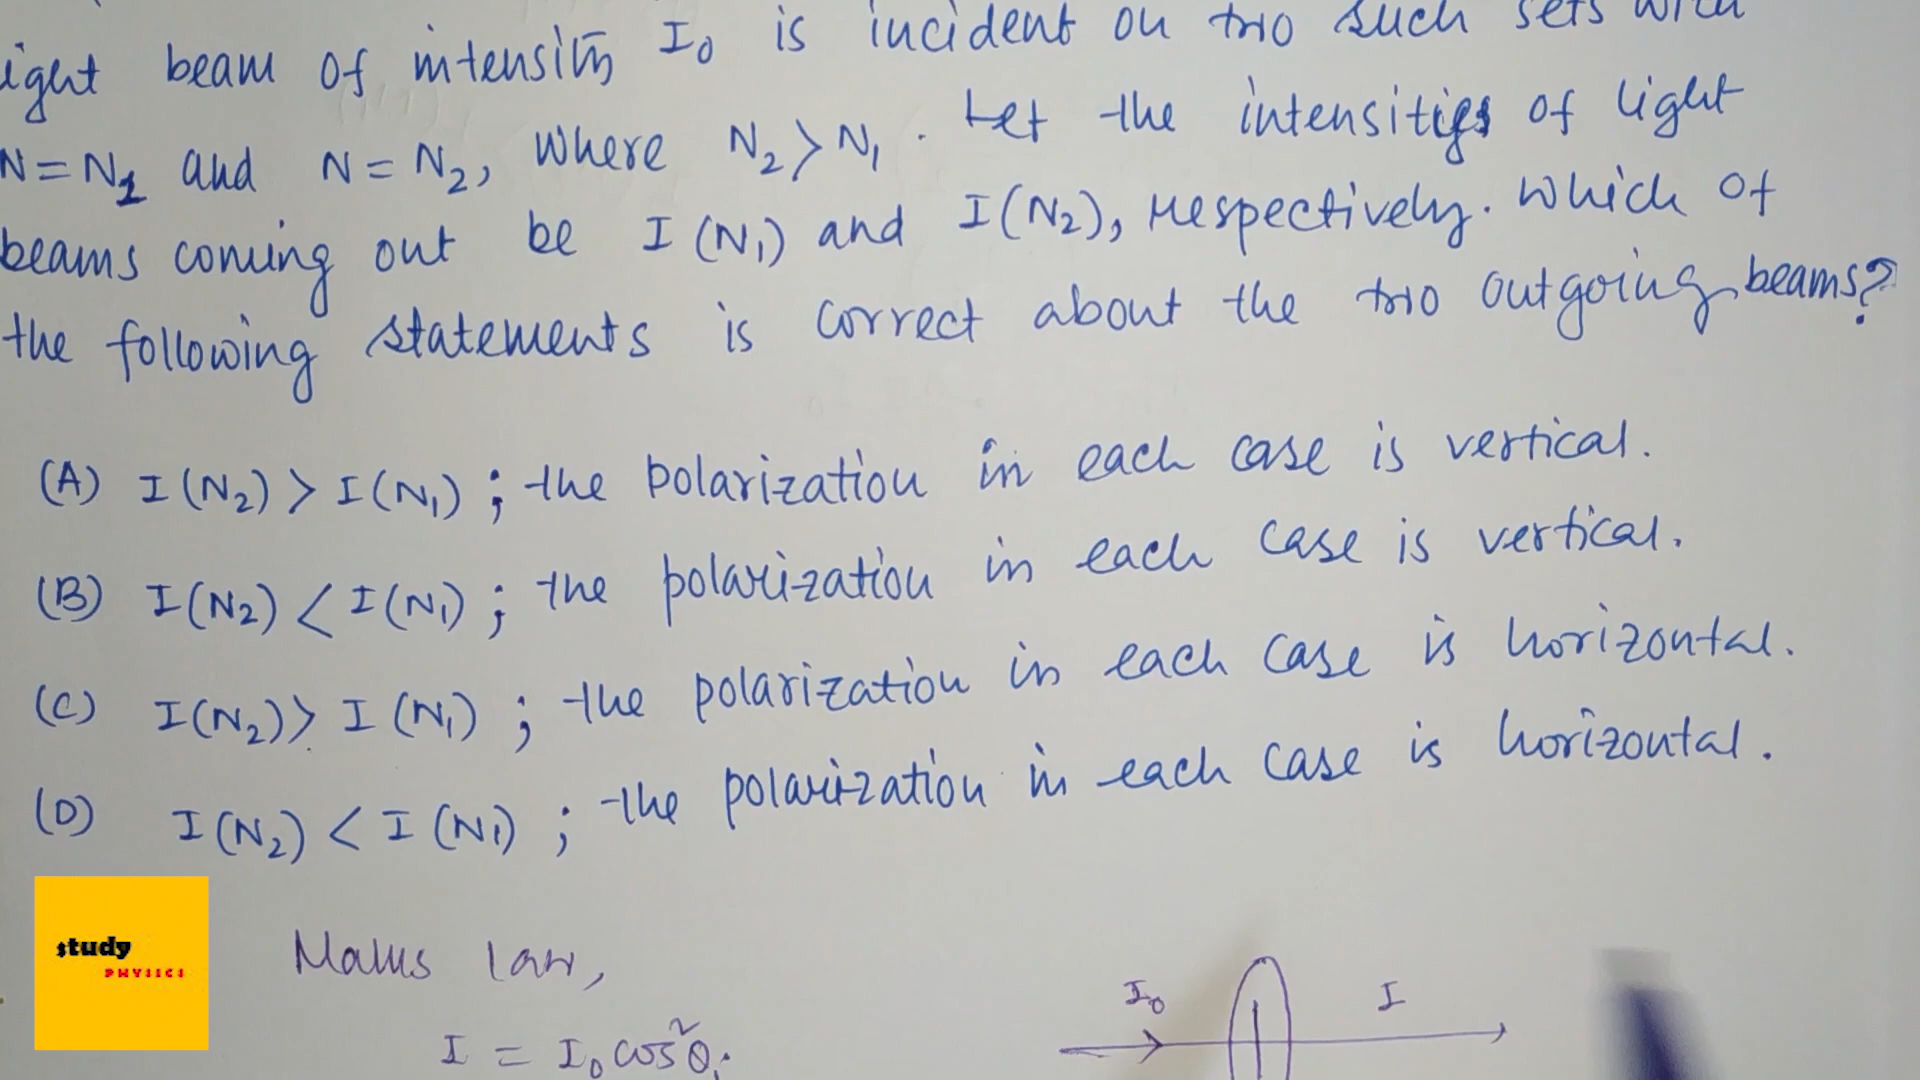 light beam of intensity I₀ is incident on two such sets with
N=N₁ and N=N₂, where N₂>N₁. Let the intensities of light
beams coming out be I(N₁) and I(N₂), respectively. Which of
the following statements is correct about the two outgoing beams?
(A) I(N₂) > I(N₁) ; the polarization in each case is vertical.
(B) I(N₂) < I(N₁) ; the polarization in each case is vertical.
(C) I(N₂) > I(N₁) ; the polarization in each case is horizontal.
(D) I(N₂) < I(N₁) ; the polarization in each case is horizontal.
study
PHYSICS
Malus law,
I₀ I
I = I₀ cos²θ.